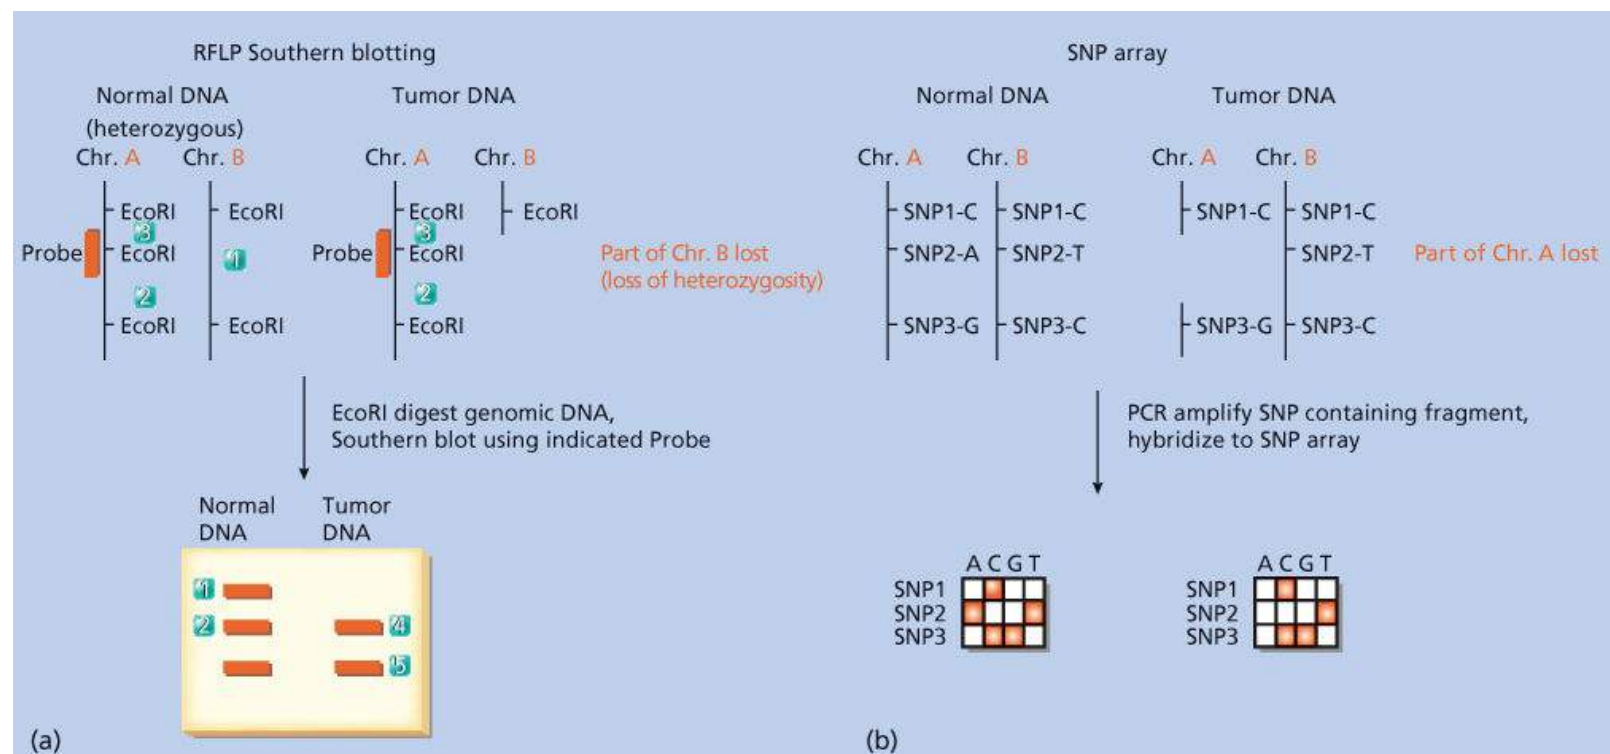 RFLP Southern blotting
Normal DNA
(heterozygous)
Tumor DNA
Chr. A
Chr. B
Chr. A
Chr. B
EcoRI
EcoRI
EcoRI
EcoRI
3
3
Probe
EcoRI
1
Probe
EcoRI
Part of Chr. B lost
(loss of heterozygosity)
2
2
EcoRI
EcoRI
EcoRI
EcoRI digest genomic DNA,
Southern blot using indicated Probe
Normal
DNA
Tumor
DNA
1
2
4
5
(a)
SNP array
Normal DNA
Tumor DNA
Chr. A
Chr. B
Chr. A
Chr. B
SNP1-C
SNP1-C
SNP1-C
SNP1-C
SNP2-A
SNP2-T
SNP2-T
Part of Chr. A lost
SNP3-G
SNP3-C
SNP3-G
SNP3-C
PCR amplify SNP containing fragment,
hybridize to SNP array
A C G T
SNP1
SNP2
SNP3
A C G T
SNP1
SNP2
SNP3
(b)